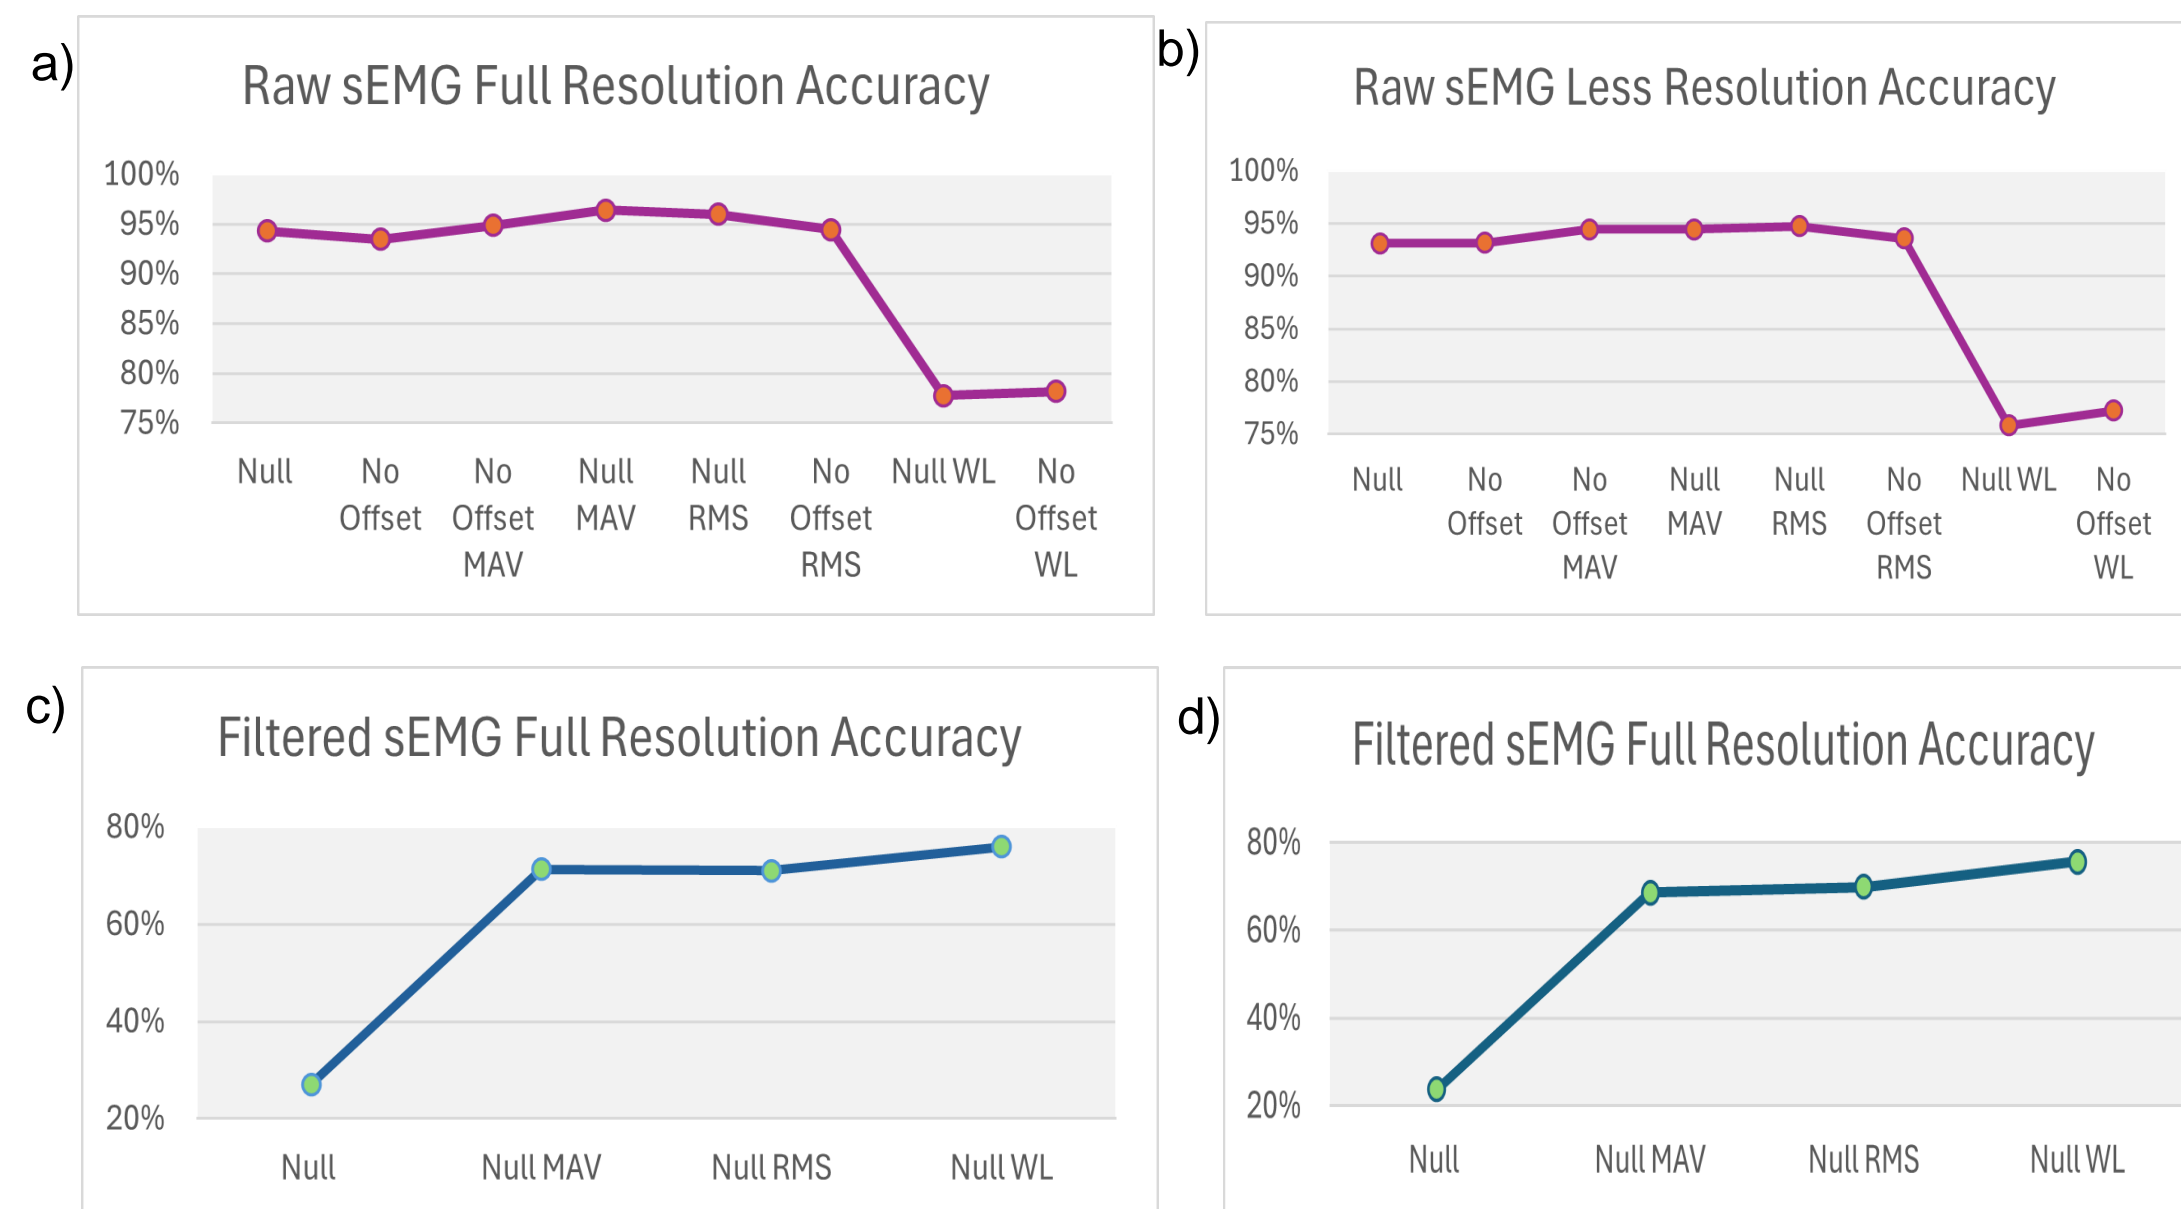 a)
Raw sEMG Full Resolution Accuracy
100%
95%
90%
85%
80%
75%
Null
No
Offset
No
Offset
MAV
Null
MAV
Null
RMS
No
Offset
RMS
Null WL
No
Offset
WL
b)
Raw sEMG Less Resolution Accuracy
100%
95%
90%
85%
80%
75%
Null
No
Offset
No
Offset
MAV
Null
MAV
Null
RMS
No
Offset
RMS
Null WL
No
Offset
WL
c)
Filtered sEMG Full Resolution Accuracy
80%
60%
40%
20%
Null
Null MAV
Null RMS
Null WL
d)
Filtered sEMG Full Resolution Accuracy
80%
60%
40%
20%
Null
Null MAV
Null RMS
Null WL